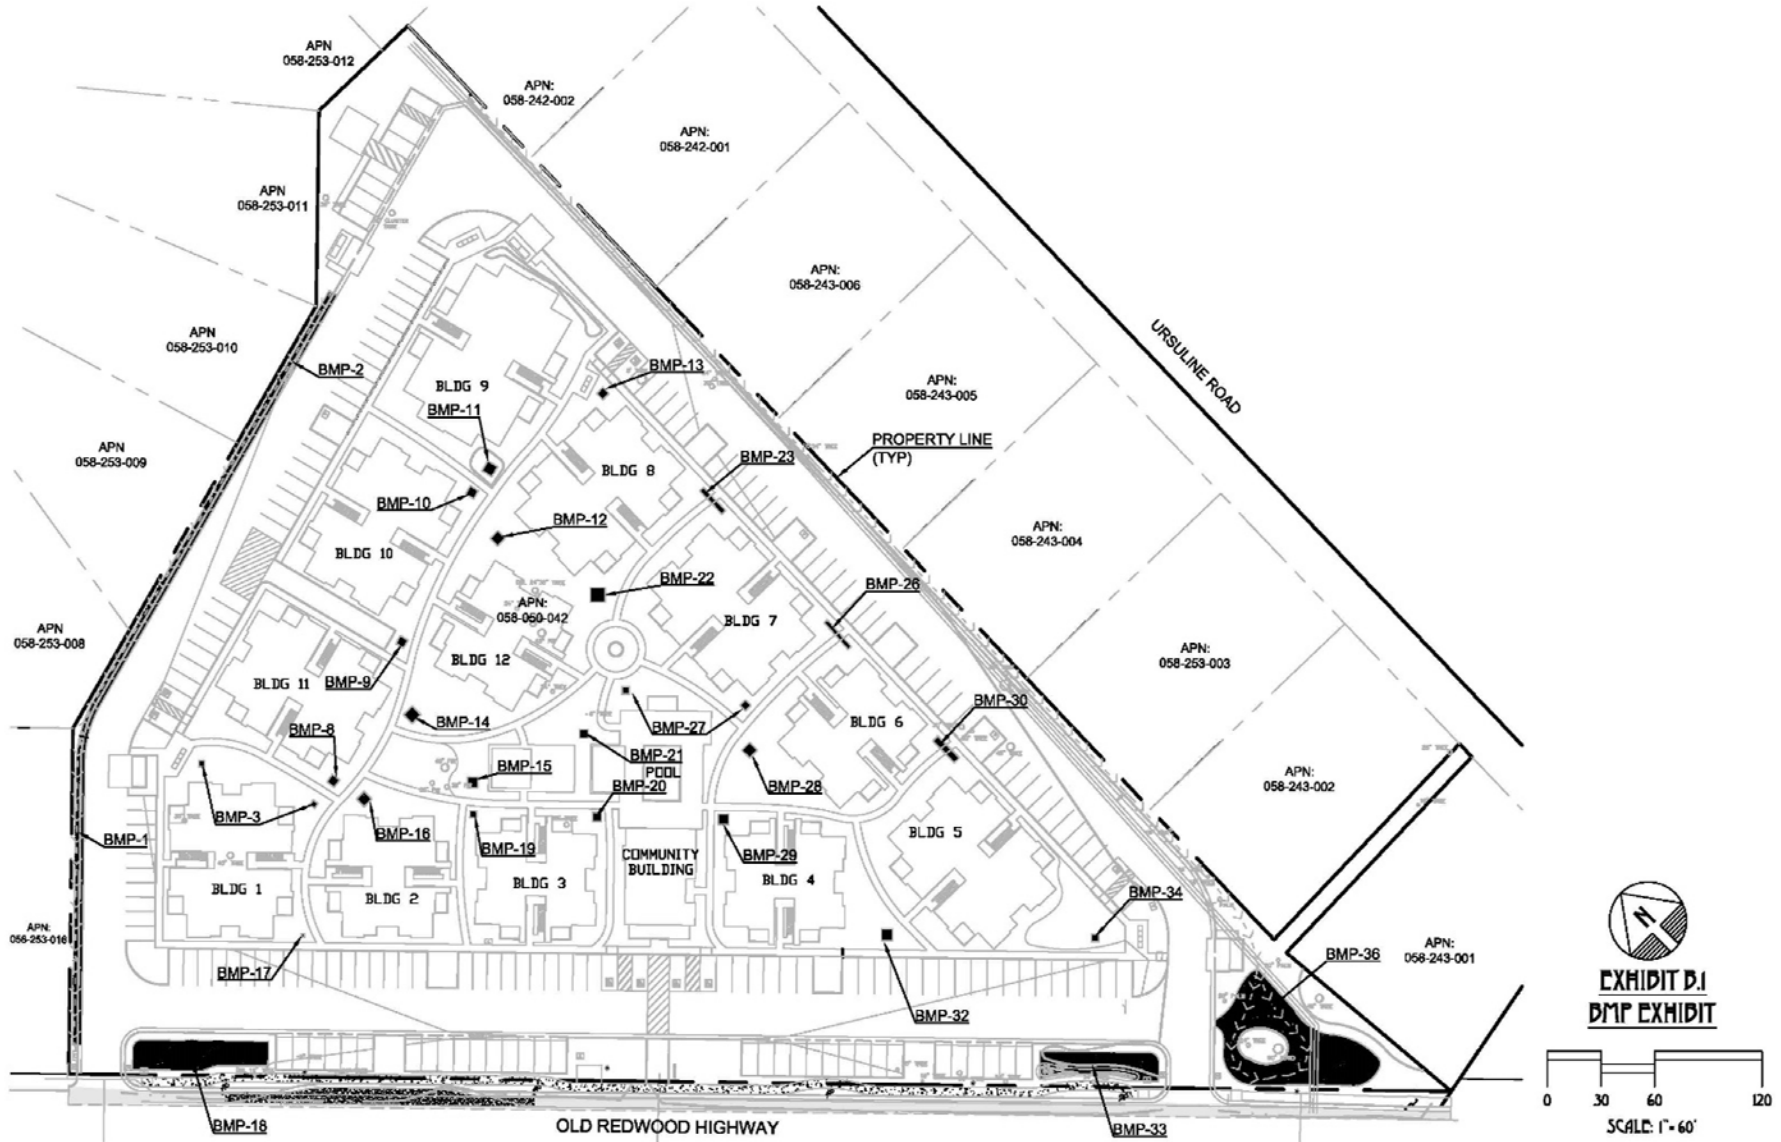 APN
058-253-012
APN:
058-242-002
APN:
058-242-001
APN
058-253-011
APN:
058-243-006
URSULINE ROAD
APN
058-253-010
BMP-2
BMP-13
BLDG 9
BMP-11
APN:
058-243-005
APN
058-253-009
PROPERTY LINE
(TYP)
BLDG 8
BMP-23
BMP-10
BMP-12
APN:
058-243-004
BLDG 10
BMP-22
BMP-26
APN:
058-050-042
BLDG 7
APN
058-253-008
BLDG 12
APN:
058-253-003
BLDG 11
BMP-9
BMP-30
BMP-14
BMP-27
BLDG 6
BMP-8
BMP-21
POOL
BMP-15
BMP-20
BMP-28
APN:
058-243-002
BMP-3
BMP-16
BMP-1
BMP-19
BMP-29
BLDG 5
COMMUNITY
BUILDING
BLDG 1
BLDG 2
BLDG 3
BLDG 4
BMP-34
APN:
056-253-016
BMP-17
BMP-36
APN:
058-243-001
N
EXHIBIT B.1
BMP EXHIBIT
BMP-32
0 30 60 120
SCALE: 1"=60'
BMP-18
OLD REDWOOD HIGHWAY
BMP-33